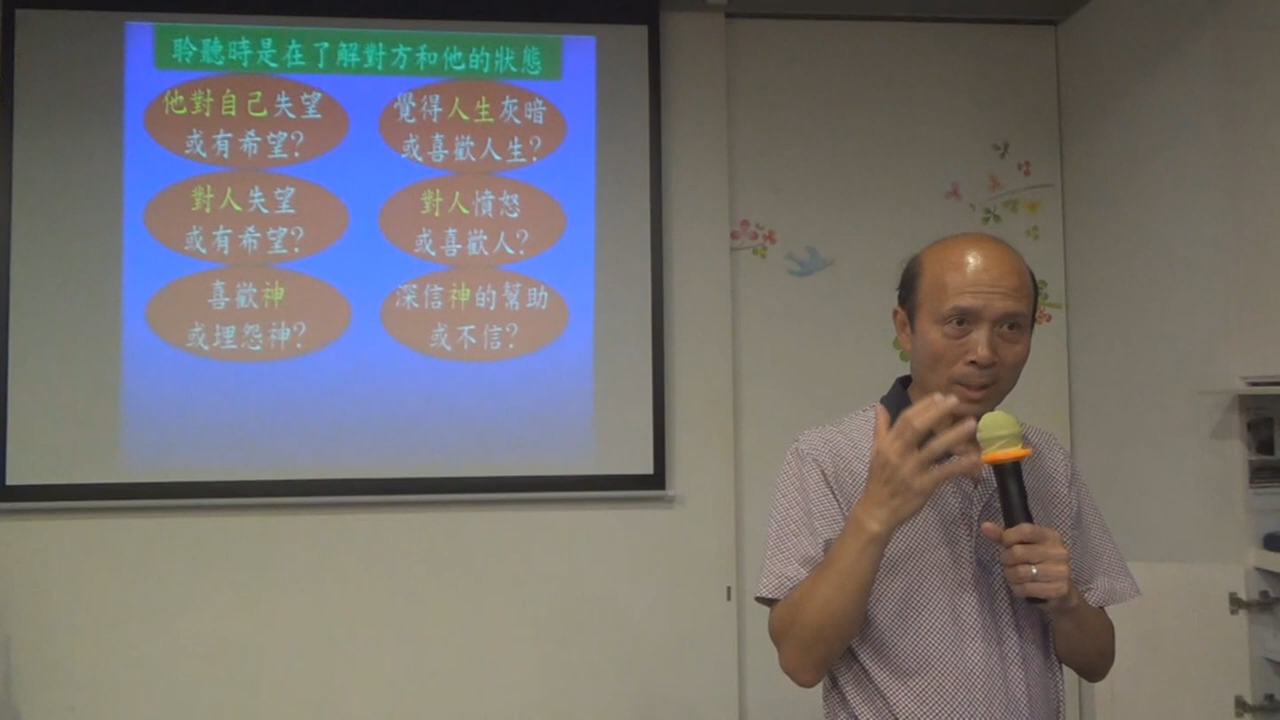 聆聽時是在了解對方和他的狀態
他對自己失望
或有希望?
覺得人生灰暗
或喜歡人生?
對人失望
或有希望?
對人憤怒
或喜歡人?
喜歡神
或埋怨神?
深信神的幫助
或不信?